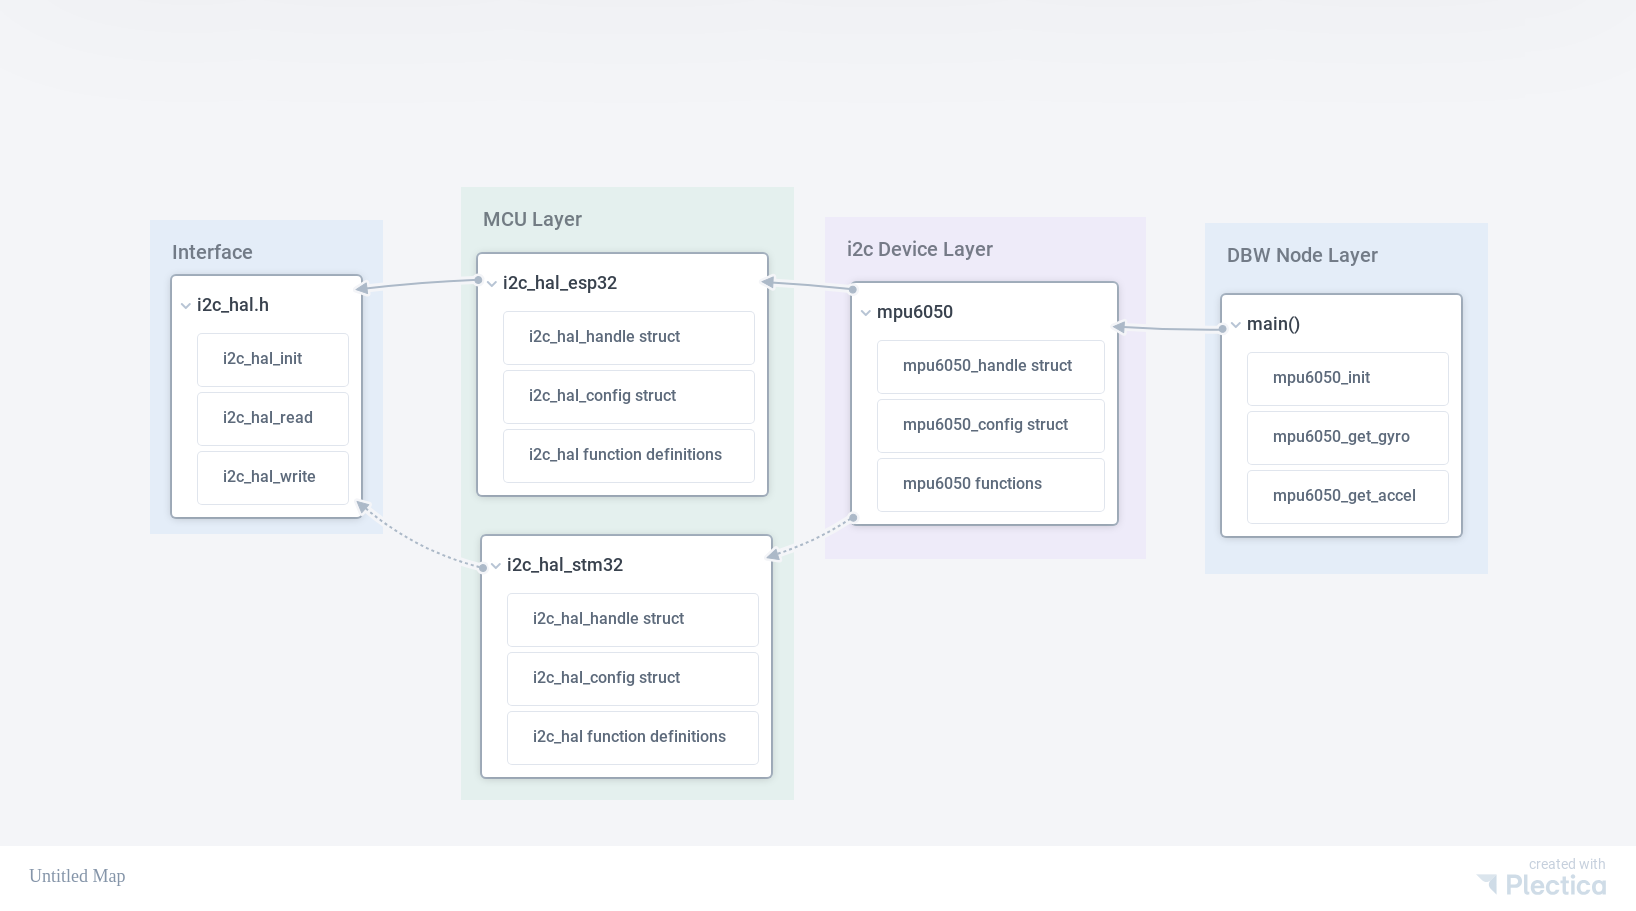 Interface
i2c_hal.h
i2c_hal_init
i2c_hal_read
i2c_hal_write
MCU Layer
i2c_hal_esp32
i2c_hal_handle struct
i2c_hal_config struct
i2c_hal function definitions
i2c_hal_stm32
i2c_hal_handle struct
i2c_hal_config struct
i2c_hal function definitions
i2c Device Layer
mpu6050
mpu6050_handle struct
mpu6050_config struct
mpu6050 functions
DBW Node Layer
main()
mpu6050_init
mpu6050_get_gyro
mpu6050_get_accel
Untitled Map
created with
Plectica